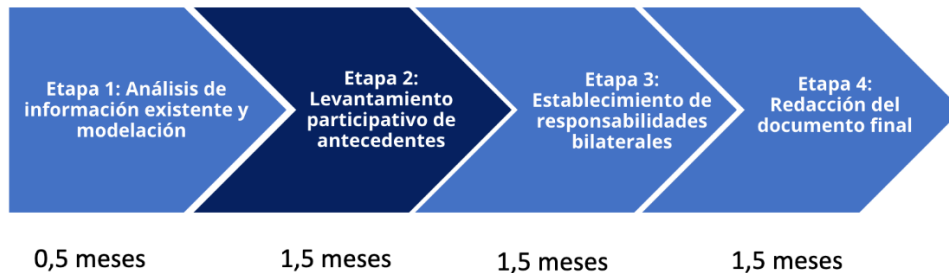 Etapa 1: Análisis de
información existente y
modelación
Etapa 2:
Levantamiento
participativo de
antecedentes
Etapa 3:
Establecimiento de
responsabilidades
bilaterales
Etapa 4:
Redacción del
documento final
0,5 meses
1,5 meses
1,5 meses
1,5 meses